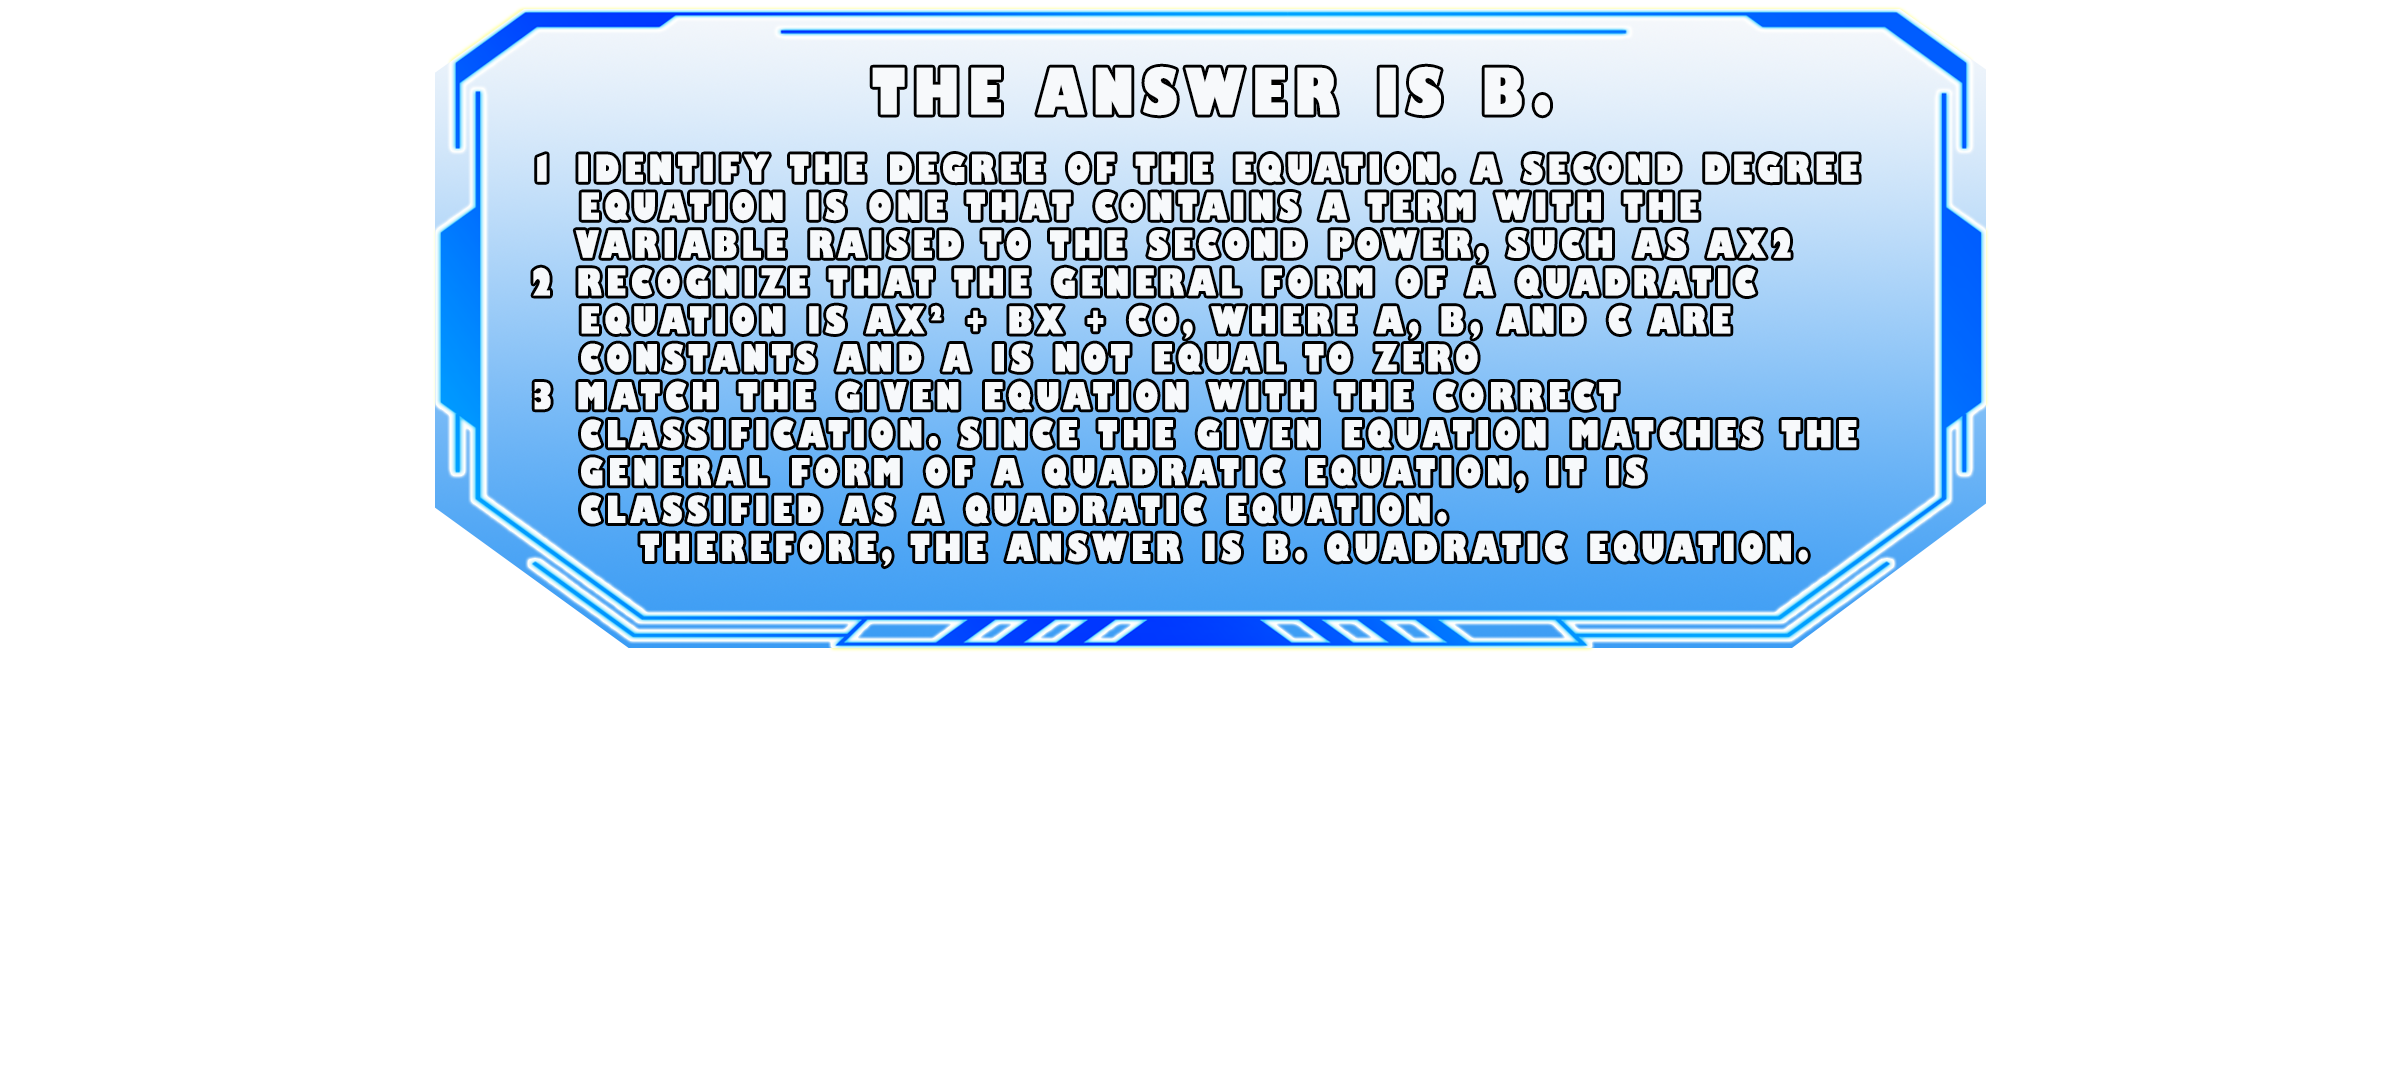 THE ANSWER IS B.
1 IDENTIFY THE DEGREE OF THE EQUATION. A SECOND DEGREE
EQUATION IS ONE THAT CONTAINS A TERM WITH THE
VARIABLE RAISED TO THE SECOND POWER, SUCH AS AX2
2 RECOGNIZE THAT THE GENERAL FORM OF A QUADRATIC
EQUATION IS AX² + BX + CO, WHERE A, B, AND C ARE
CONSTANTS AND A IS NOT EQUAL TO ZERO
3 MATCH THE GIVEN EQUATION WITH THE CORRECT
CLASSIFICATION. SINCE THE GIVEN EQUATION MATCHES THE
GENERAL FORM OF A QUADRATIC EQUATION, IT IS
CLASSIFIED AS A QUADRATIC EQUATION.
THEREFORE, THE ANSWER IS B. QUADRATIC EQUATION.